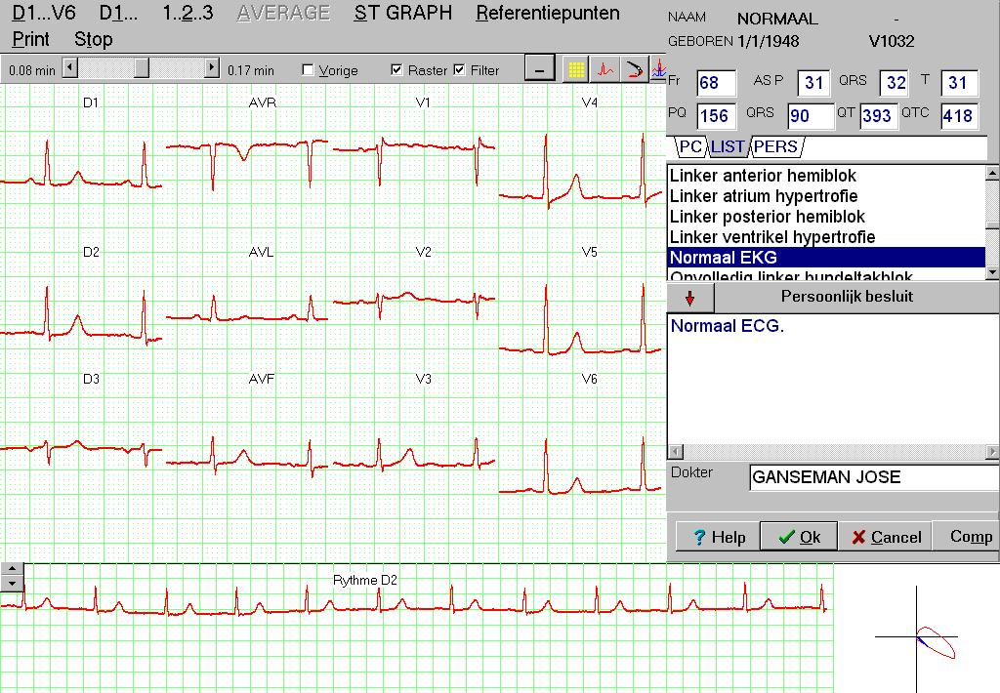 D1...V6 D1... 1..2..3 AVERAGE ST GRAPH Referentiepunten
Print Stop
0.08 min 0.17 min Vorige Raster Filter
NAAM NORMAAL -
GEBOREN 1/1/1948 V1032
Fr 68 AS P 31 QRS 32 T 31
PQ 156 QRS 90 QT 393 QTC 418
PC LIST PERS
Linker anterior hemiblok
Linker atrium hypertrofie
Linker posterior hemiblok
Linker ventrikel hypertrofie
Normaal EKG
Onvolledig linker bundeltakblok
Persoonlijk besluit
Normaal ECG.
Dokter GANSEMAN JOSE
? Help Ok Cancel Comp
D1 AVR V1 V4
D2 AVL V2 V5
D3 AVF V3 V6
Rythme D2